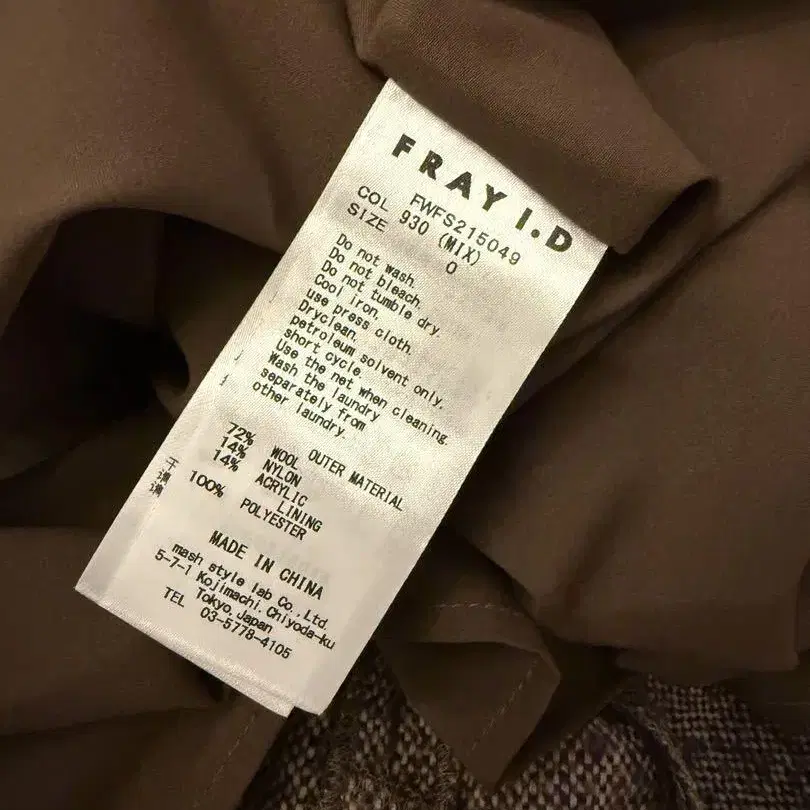 FRAY I.D
FWFS215049
COL 930 (MIX)
SIZE 0
Do not wash.
Do not bleach.
Do not tumble dry.
Cool iron.
use press cloth.
Dryclean.
petroleum solvent only.
short cycle.
Use the net when cleaning.
Wash the laundry
separately from
other laundry.
OUTER MATERIAL
72% WOOL
14% NYLON
14% ACRYLIC
LINING
100% POLYESTER
MADE IN CHINA
mash style lab Co.,Ltd.
5-7-1 Kojimachi.Chiyoda-ku
Tokyo.Japan
TEL 03-5778-4105